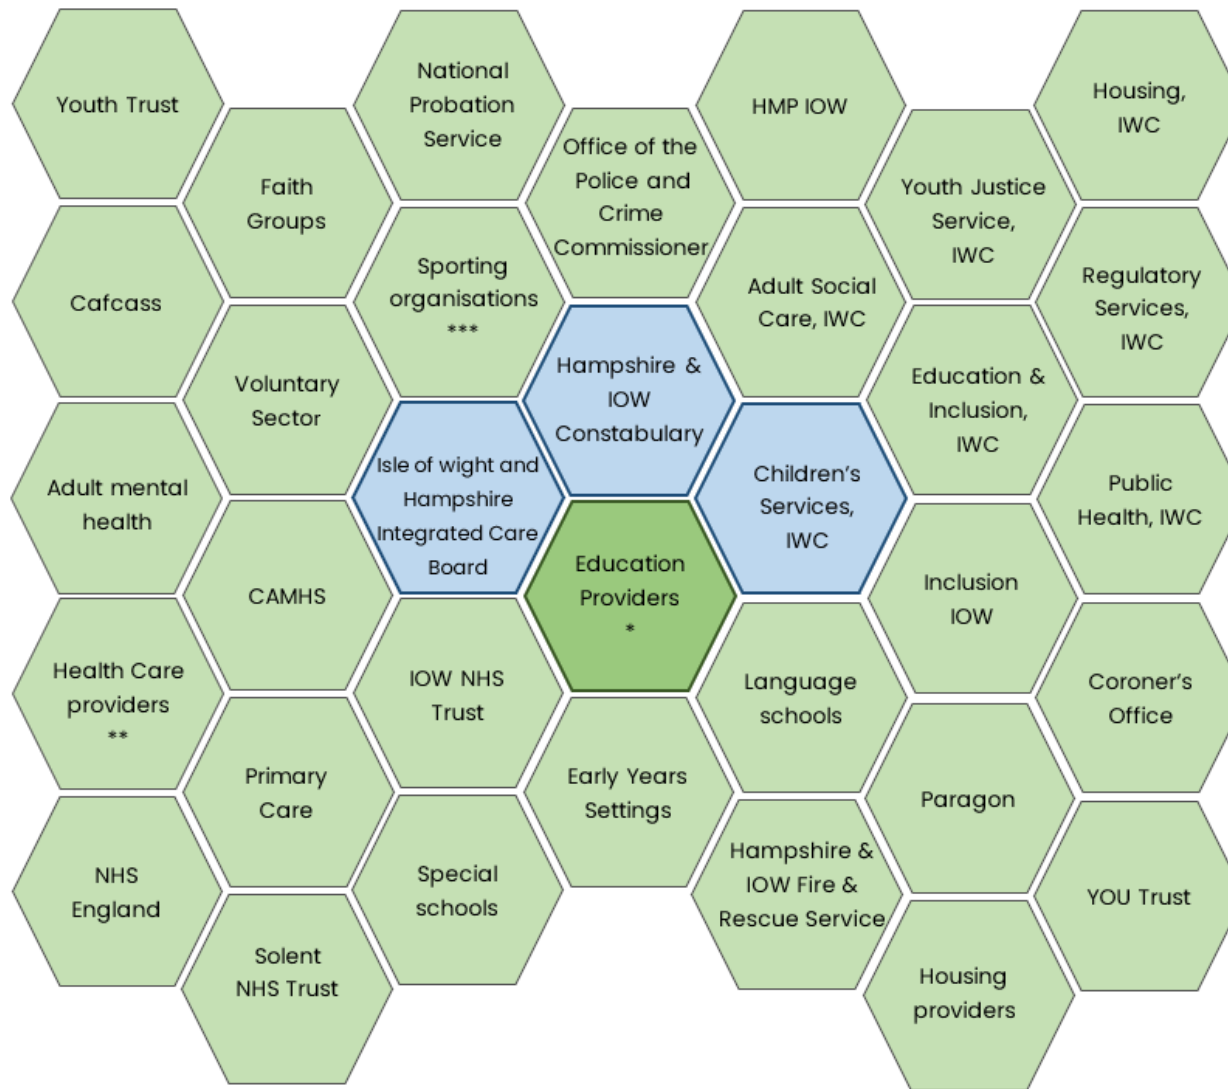 Youth Trust
Cafcass
Adult mental
health
Health Care
providers
**
NHS
England
Faith
Groups
Voluntary
Sector
CAMHS
Primary
Care
Solent
NHS Trust
National
Probation
Service
Sporting
organisations
***
Isle of wight and
Hampshire
Integrated Care
Board
IOW NHS
Trust
Special
schools
Office of the
Police and
Crime
Commissioner
Hampshire &
IOW
Constabulary
Education
Providers
*
Early Years
Settings
HMP IOW
Adult Social
Care, IWC
Children's
Services,
IWC
Language
schools
Hampshire &
IOW Fire &
Rescue Service
Youth Justice
Service,
IWC
Education &
Inclusion,
IWC
Inclusion
IOW
Paragon
Housing
providers
Housing,
IWC
Regulatory
Services,
IWC
Public
Health, IWC
Coroner's
Office
YOU Trust